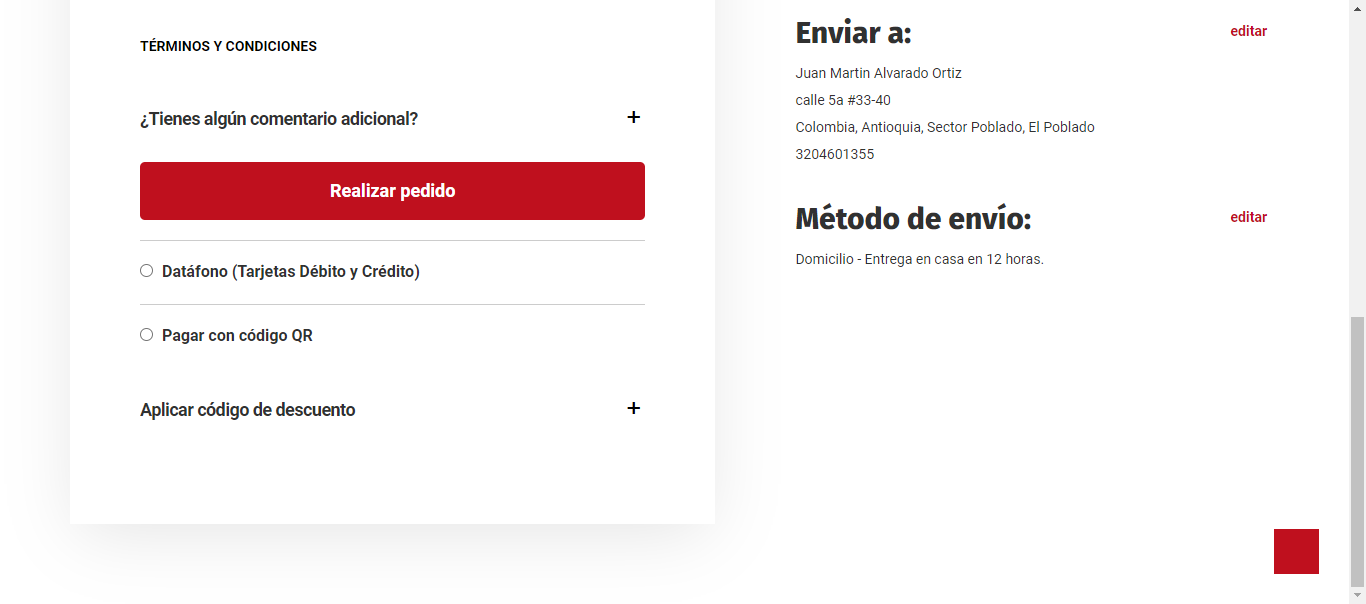 TÉRMINOS Y CONDICIONES
¿Tienes algún comentario adicional? +
Realizar pedido
Datáfono (Tarjetas Débito y Crédito)
Pagar con código QR
Aplicar código de descuento +
Enviar a: editar
Juan Martin Alvarado Ortiz
calle 5a #33-40
Colombia, Antioquia, Sector Poblado, El Poblado
3204601355
Método de envío: editar
Domicilio - Entrega en casa en 12 horas.